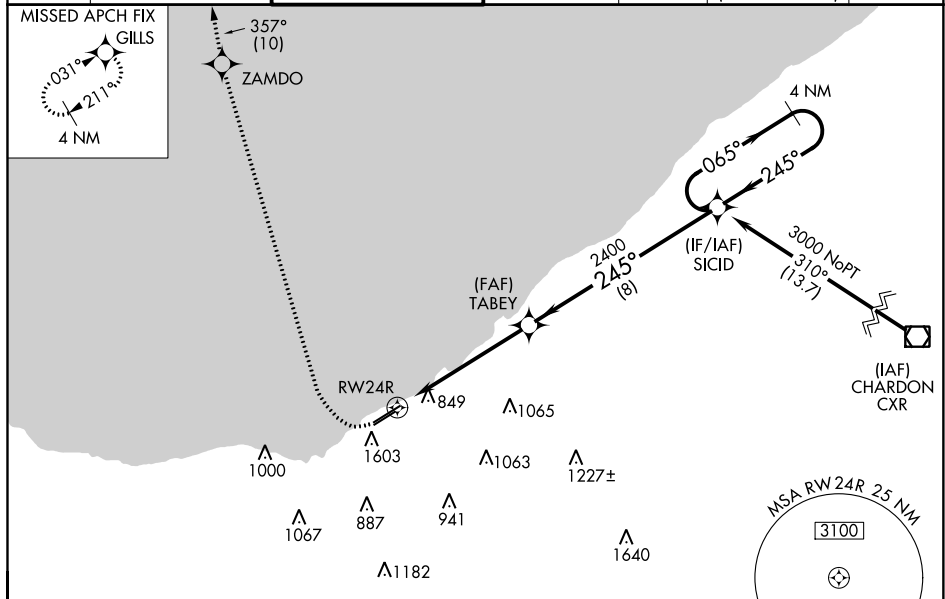 MISSED APCH FIX
GILLS
031°
211°
4 NM
357°
(10)
ZAMDO
4 NM
065°
245°
(IF/IAF)
SICID
3000 NoPT
310°
(13.7)
2400
245°
(8)
(FAF)
TABEY
(IAF)
CHARDON
CXR
RW24R
849
1065
1603
1000
1063
1227±
1067
887
941
1640
1182
MSA RW24R 25 NM
3100